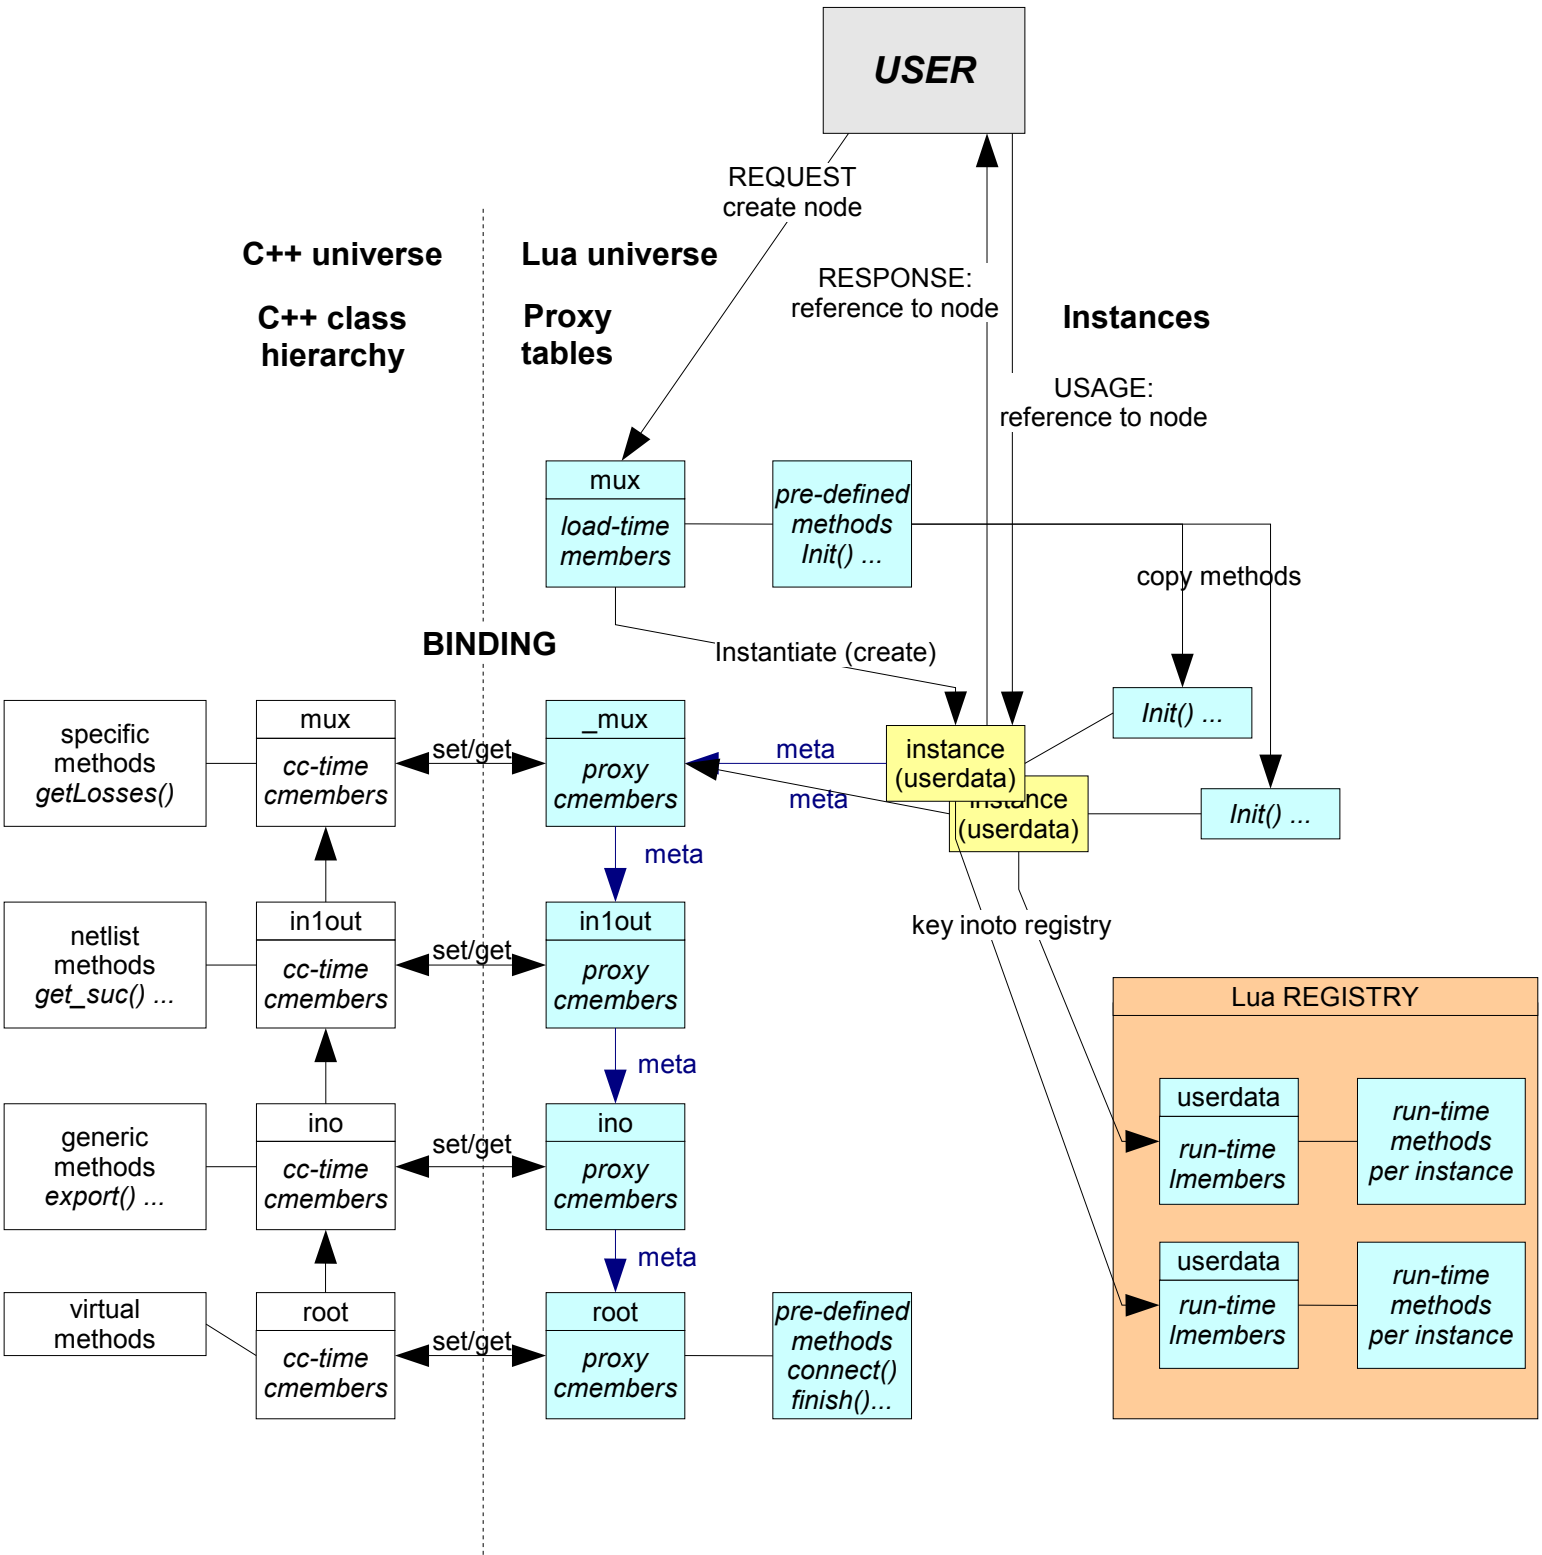 USER
REQUEST
create node
C++ universe
Lua universe
RESPONSE:
reference to node
C++ class
hierarchy
Proxy
tables
Instances
USAGE:
reference to node
mux
load-time
members
pre-defined
methods
Init() ...
copy methods
BINDING
Instantiate (create)
specific
methods
getLosses()
mux
cc-time
cmembers
set/get
_mux
proxy
cmembers
meta
meta
instance
(userdata)
instance
(userdata)
Init() ...
Init() ...
meta
netlist
methods
get_suc() ...
in1out
cc-time
cmembers
set/get
in1out
proxy
cmembers
key inoto registry
meta
Lua REGISTRY
generic
methods
export() ...
ino
cc-time
cmembers
set/get
ino
proxy
cmembers
userdata
run-time
lmembers
run-time
methods
per instance
meta
virtual
methods
root
cc-time
cmembers
set/get
root
proxy
cmembers
pre-defined
methods
connect()
finish()...
userdata
run-time
lmembers
run-time
methods
per instance